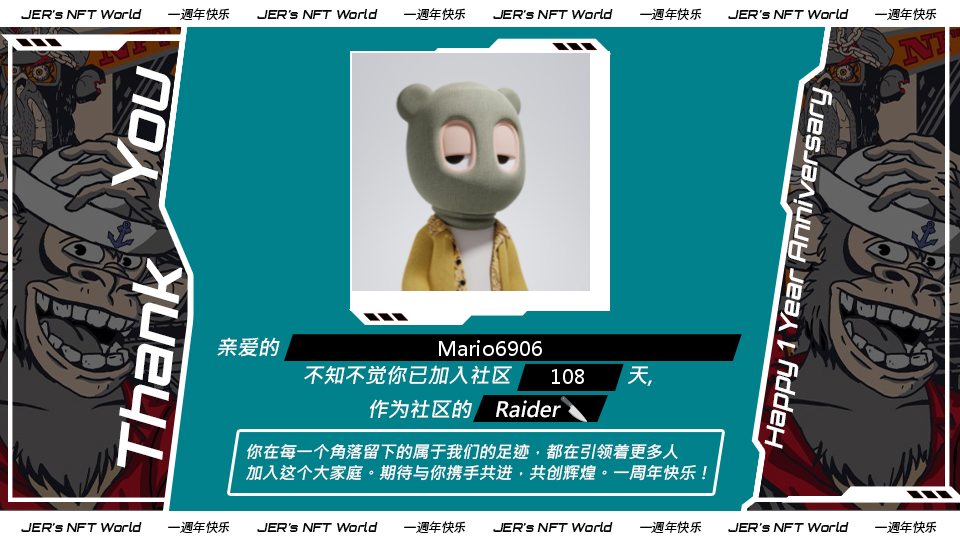 JER's NFT World 一週年快乐 JER's NFT World 一週年快乐 JER's NFT World 一週年快乐 JER's NFT World 一週年快乐
Thank You
Happy 1 Year Anniversary
亲爱的 Mario6906
不知不觉你已加入社区 108 天,
作为社区的 Raider🔪
你在每一个角落留下的属于我们的足迹，都在引领着更多人
加入这个大家庭。期待与你携手共进，共创辉煌。一周年快乐！
JER's NFT World 一週年快乐 JER's NFT World 一週年快乐 JER's NFT World 一週年快乐 JER's NFT World 一週年快乐